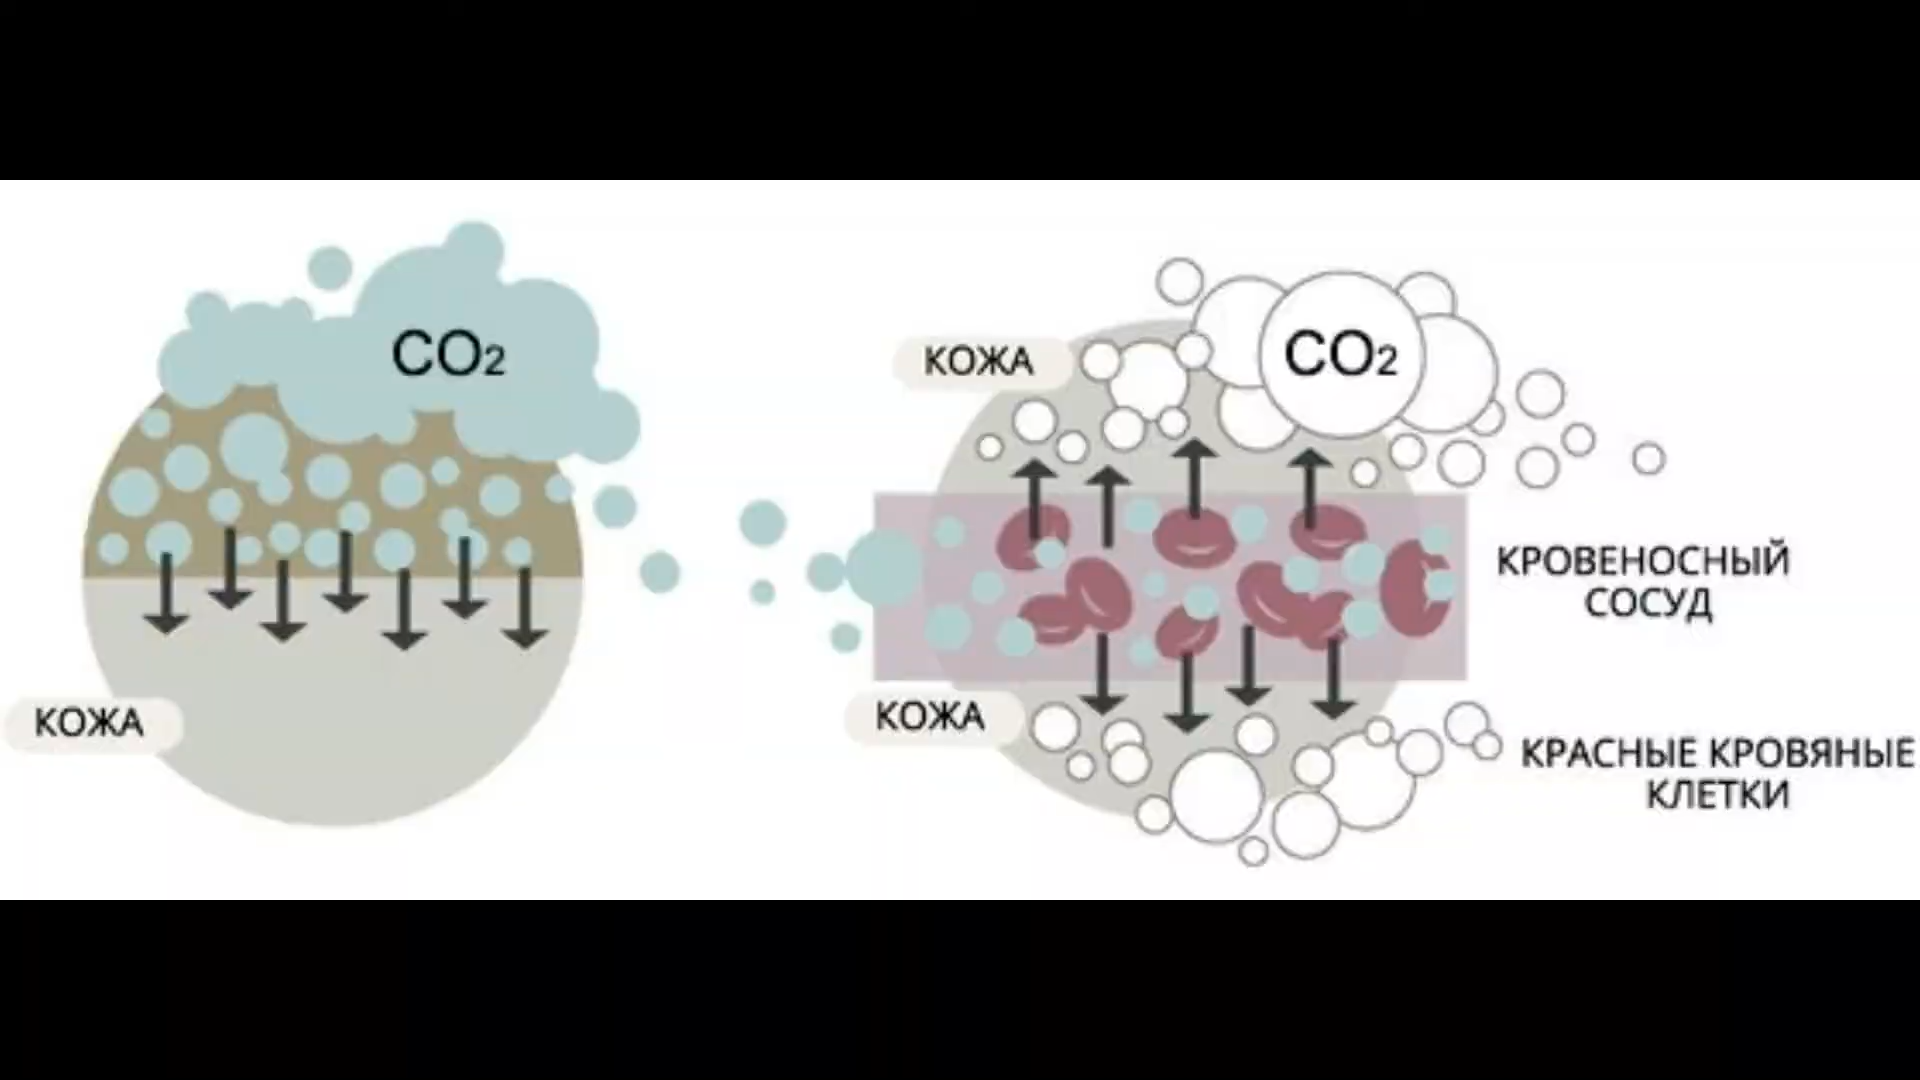 CO2
КОЖА
КОЖА
CO2
КОЖА
КРОВЕНОСНЫЙ
СОСУД
КРАСНЫЕ КРОВЯНЫЕ
КЛЕТКИ